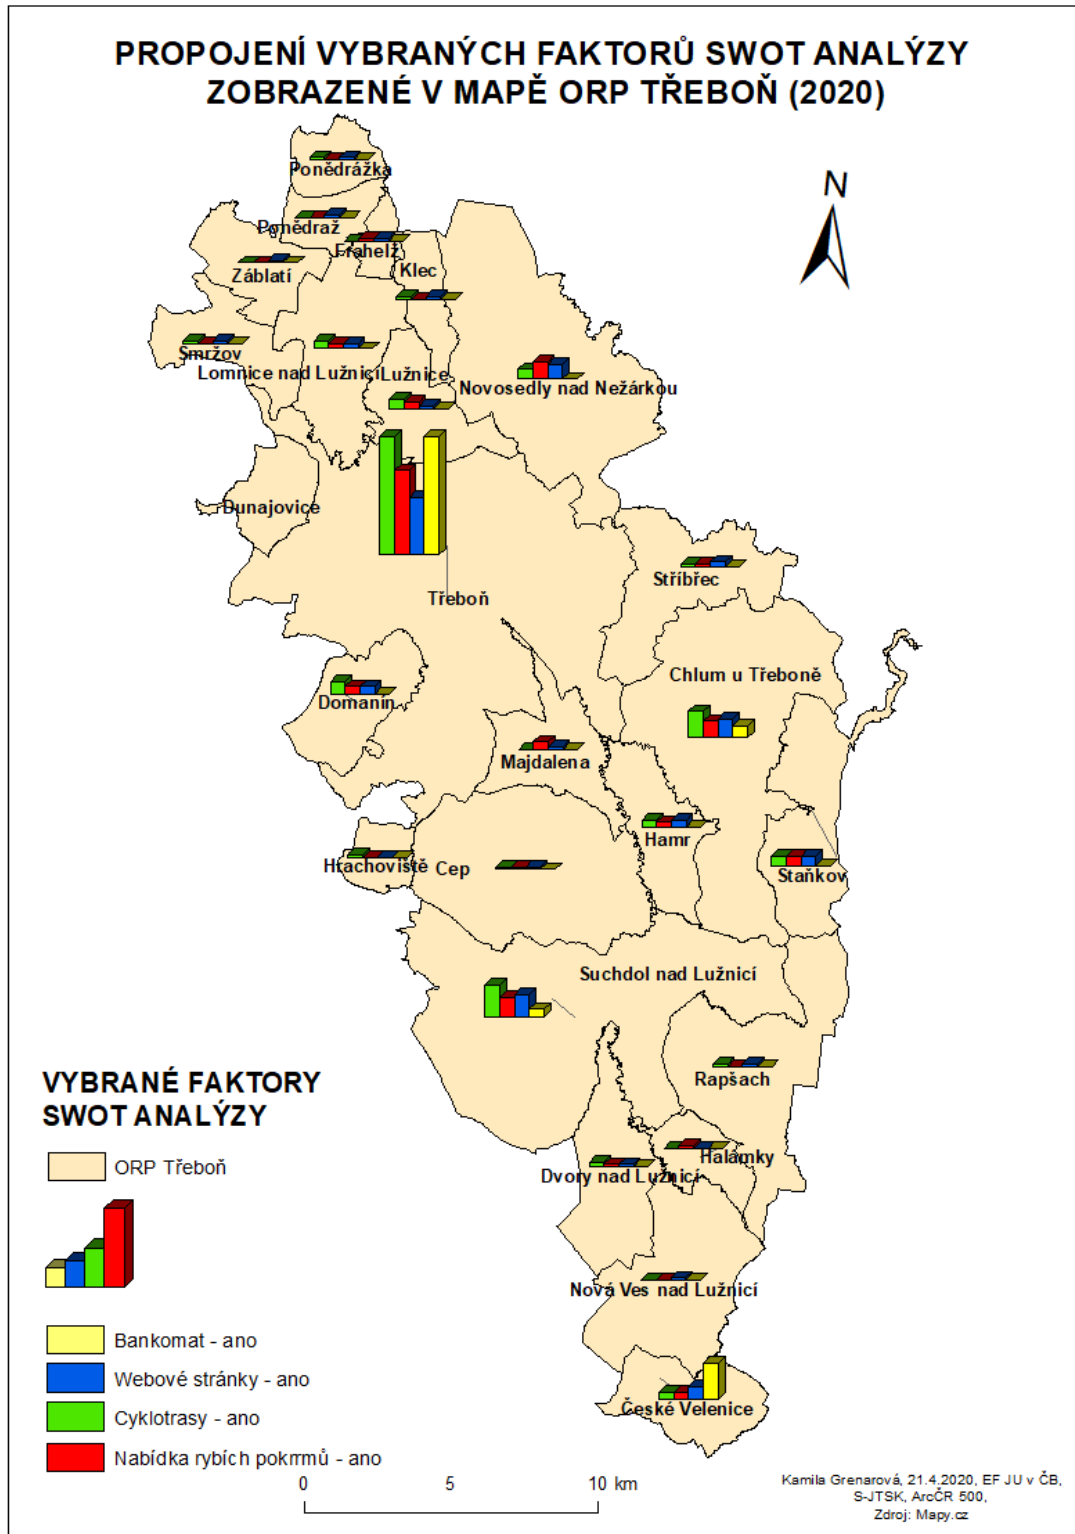 PROPOJENÍ VYBRANÝCH FAKTORŮ SWOT ANALÝZY
ZOBRAZENÉ V MAPĚ ORP TŘEBOŇ (2020)
N
Ponědrážka
Ponědraž
Frahelž
Klec
Záblatí
Smržov
Lomnice nad Lužnicí
Lužnice
Novosedly nad Nežárkou
Dunajovice
Třeboň
Stříbřec
Chlum u Třeboně
Domanín
Majdalena
Hamr
Hrachoviště
Cep
Staňkov
Suchdol nad Lužnicí
Rapšach
Halámky
Dvory nad Lužnicí
Nová Ves nad Lužnicí
České Velenice
VYBRANÉ FAKTORY
SWOT ANALÝZY
ORP Třeboň
Bankomat - ano
Webové stránky - ano
Cyklotrasy - ano
Nabídka rybích pokrrmů - ano
0 5 10 km
Kamila Grenarová, 21.4.2020, EF JU v ČB,
S-JTSK, ArcČR 500,
Zdroj: Mapy.cz